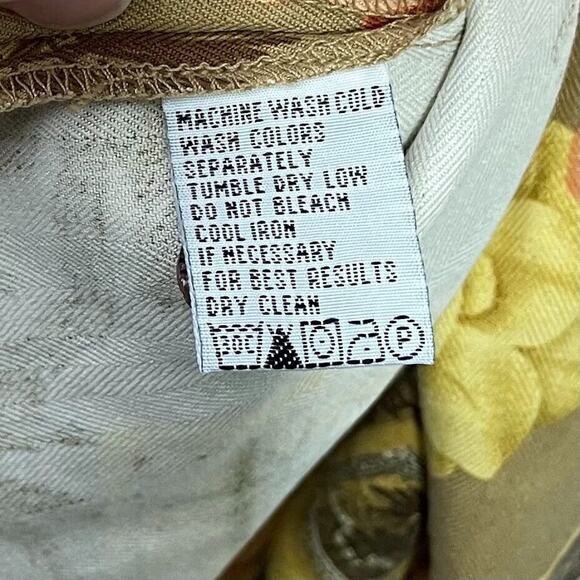 MACHINE WASH COLD
WASH COLORS
SEPARATELY
TUMBLE DRY LOW
DO NOT BLEACH
COOL IRON
IF NECESSARY
FOR BEST RESULTS
DRY CLEAN
30C P